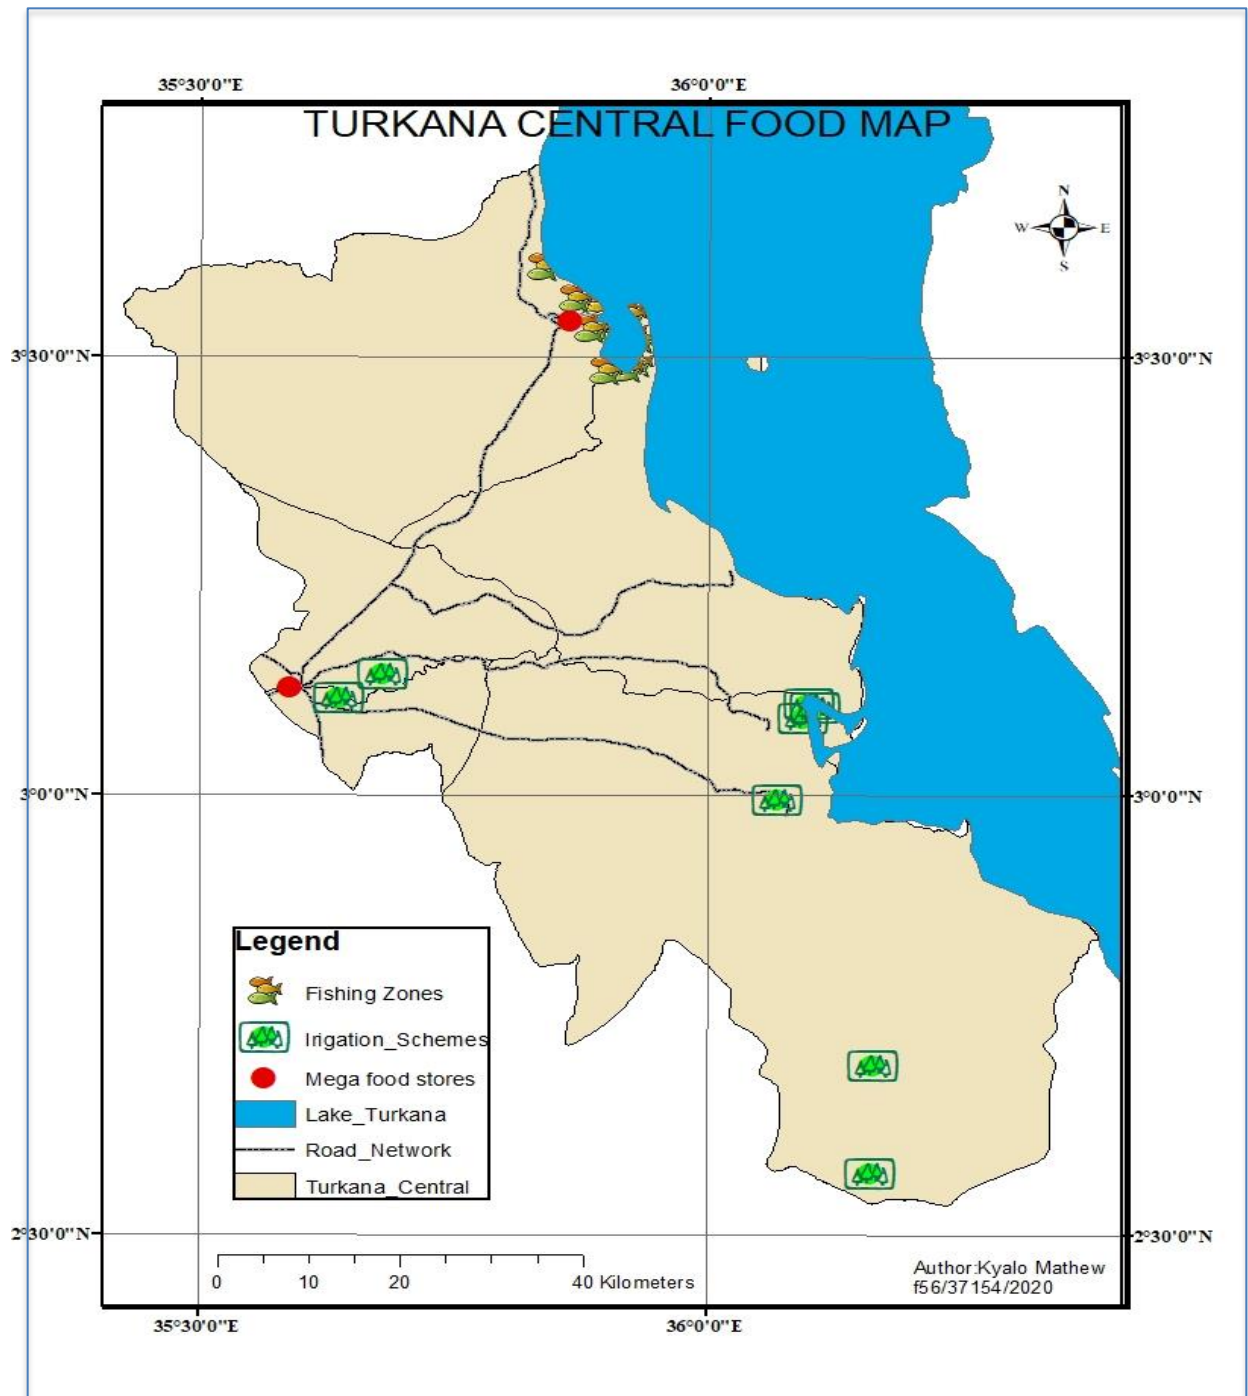 35°30'0"E 36°0'0"E
TURKANA CENTRAL FOOD MAP
N
W E
S
3°30'0"N 3°30'0"N
3°0'0"N 3°0'0"N
Legend
Fishing Zones
Irigation_Schemes
Mega food stores
Lake_Turkana
Road_Network
Turkana_Central
2°30'0"N 2°30'0"N
0 10 20 40 Kilometers
Author:Kyalo Mathew
f56/37154/2020
35°30'0"E 36°0'0"E